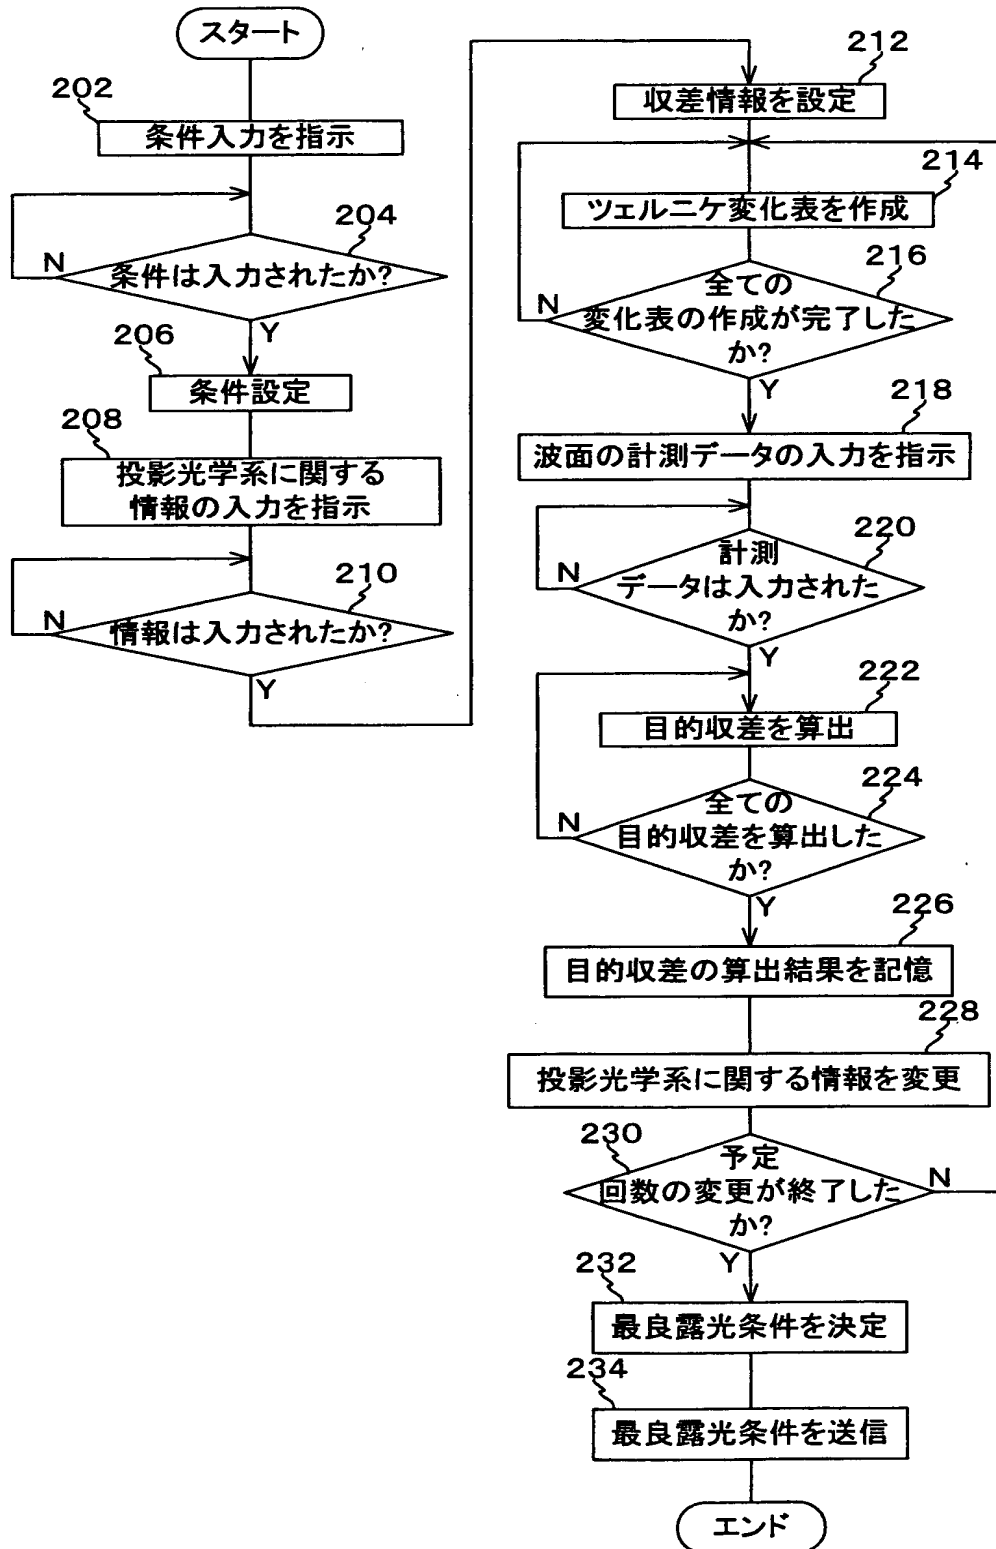 スタート
202
条件入力を指示
204
N
条件は入力されたか?
Y
206
条件設定
208
投影光学系に関する
情報の入力を指示
210
N
情報は入力されたか?
Y
212
収差情報を設定
214
ツェルニケ変化表を作成
216
N
全ての
変化表の作成が完了した
か?
Y
218
波面の計測データの入力を指示
220
N
計測
データは入力された
か?
Y
222
目的収差を算出
224
N
全ての
目的収差を算出した
か?
Y
226
目的収差の算出結果を記憶
228
投影光学系に関する情報を変更
230
予定
回数の変更が終了した
か?
N
Y
232
最良露光条件を決定
234
最良露光条件を送信
エンド